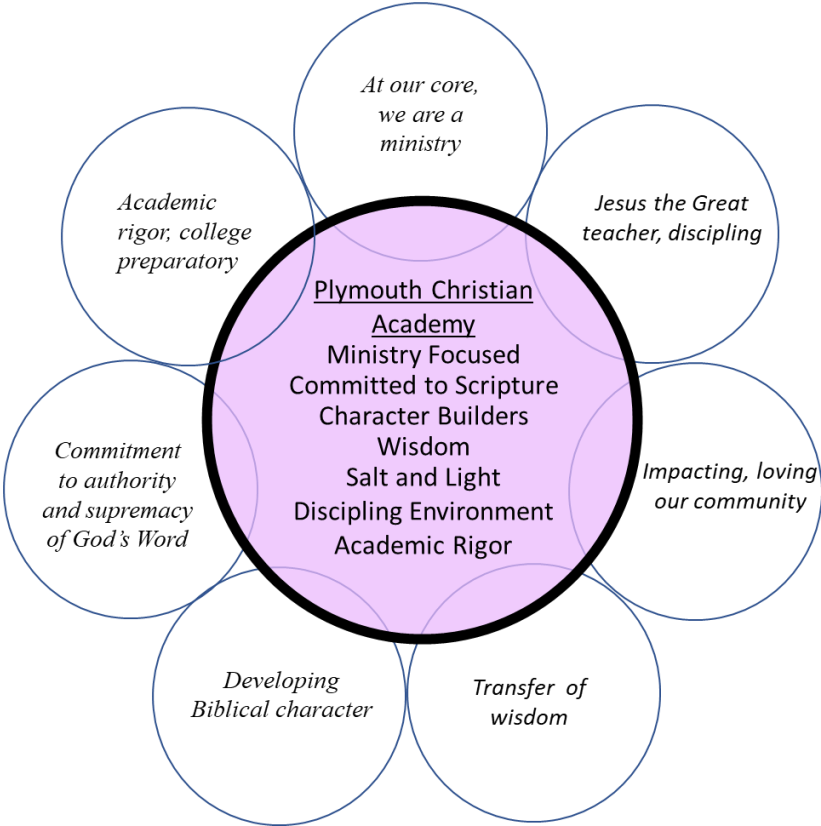 At our core,
we are a
ministry
Academic
rigor, college
preparatory
Jesus the Great
teacher, discipling
Plymouth Christian
Academy
Ministry Focused
Committed to Scripture
Character Builders
Wisdom
Salt and Light
Discipling Environment
Academic Rigor
Commitment
to authority
and supremacy
of God's Word
Impacting, loving
our community
Developing
Biblical character
Transfer of
wisdom